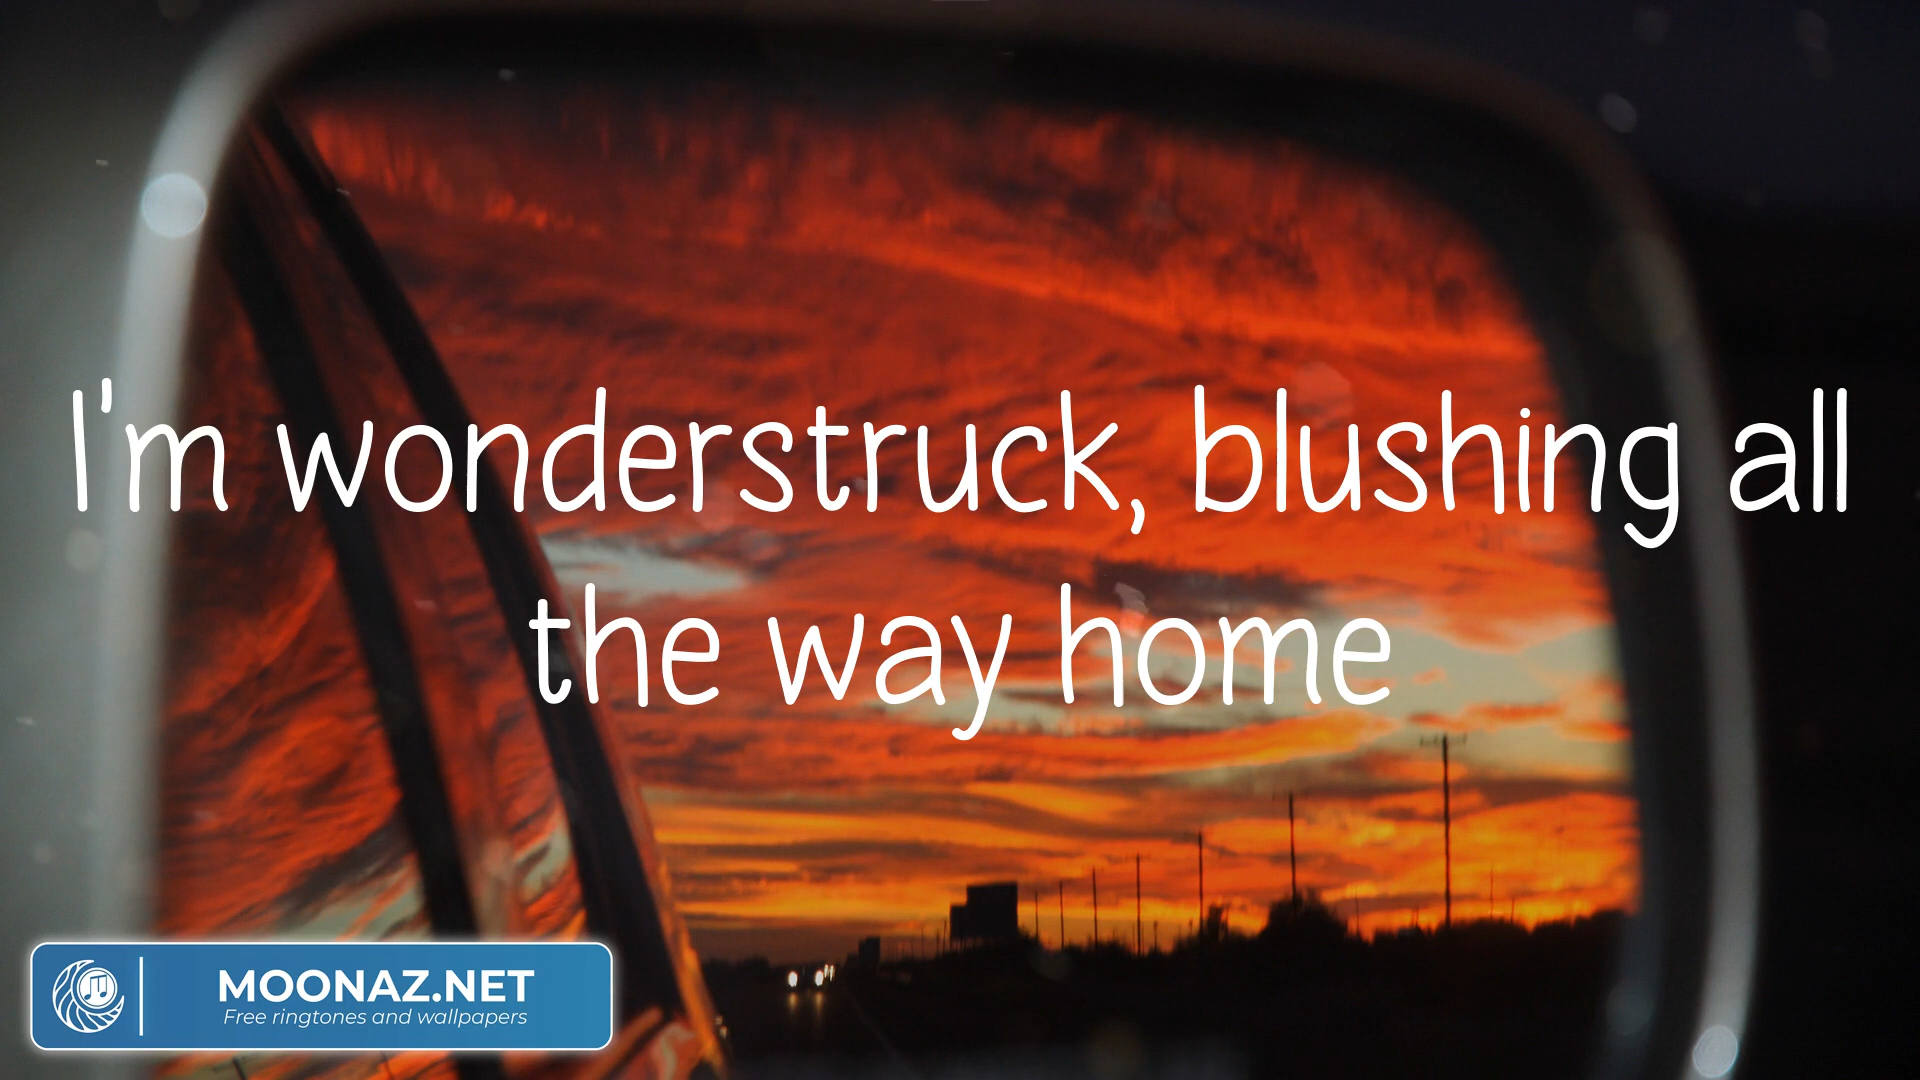 I'm wonderstruck, blushing all
the way home
MOONAZ.NET
Free ringtones and wallpapers